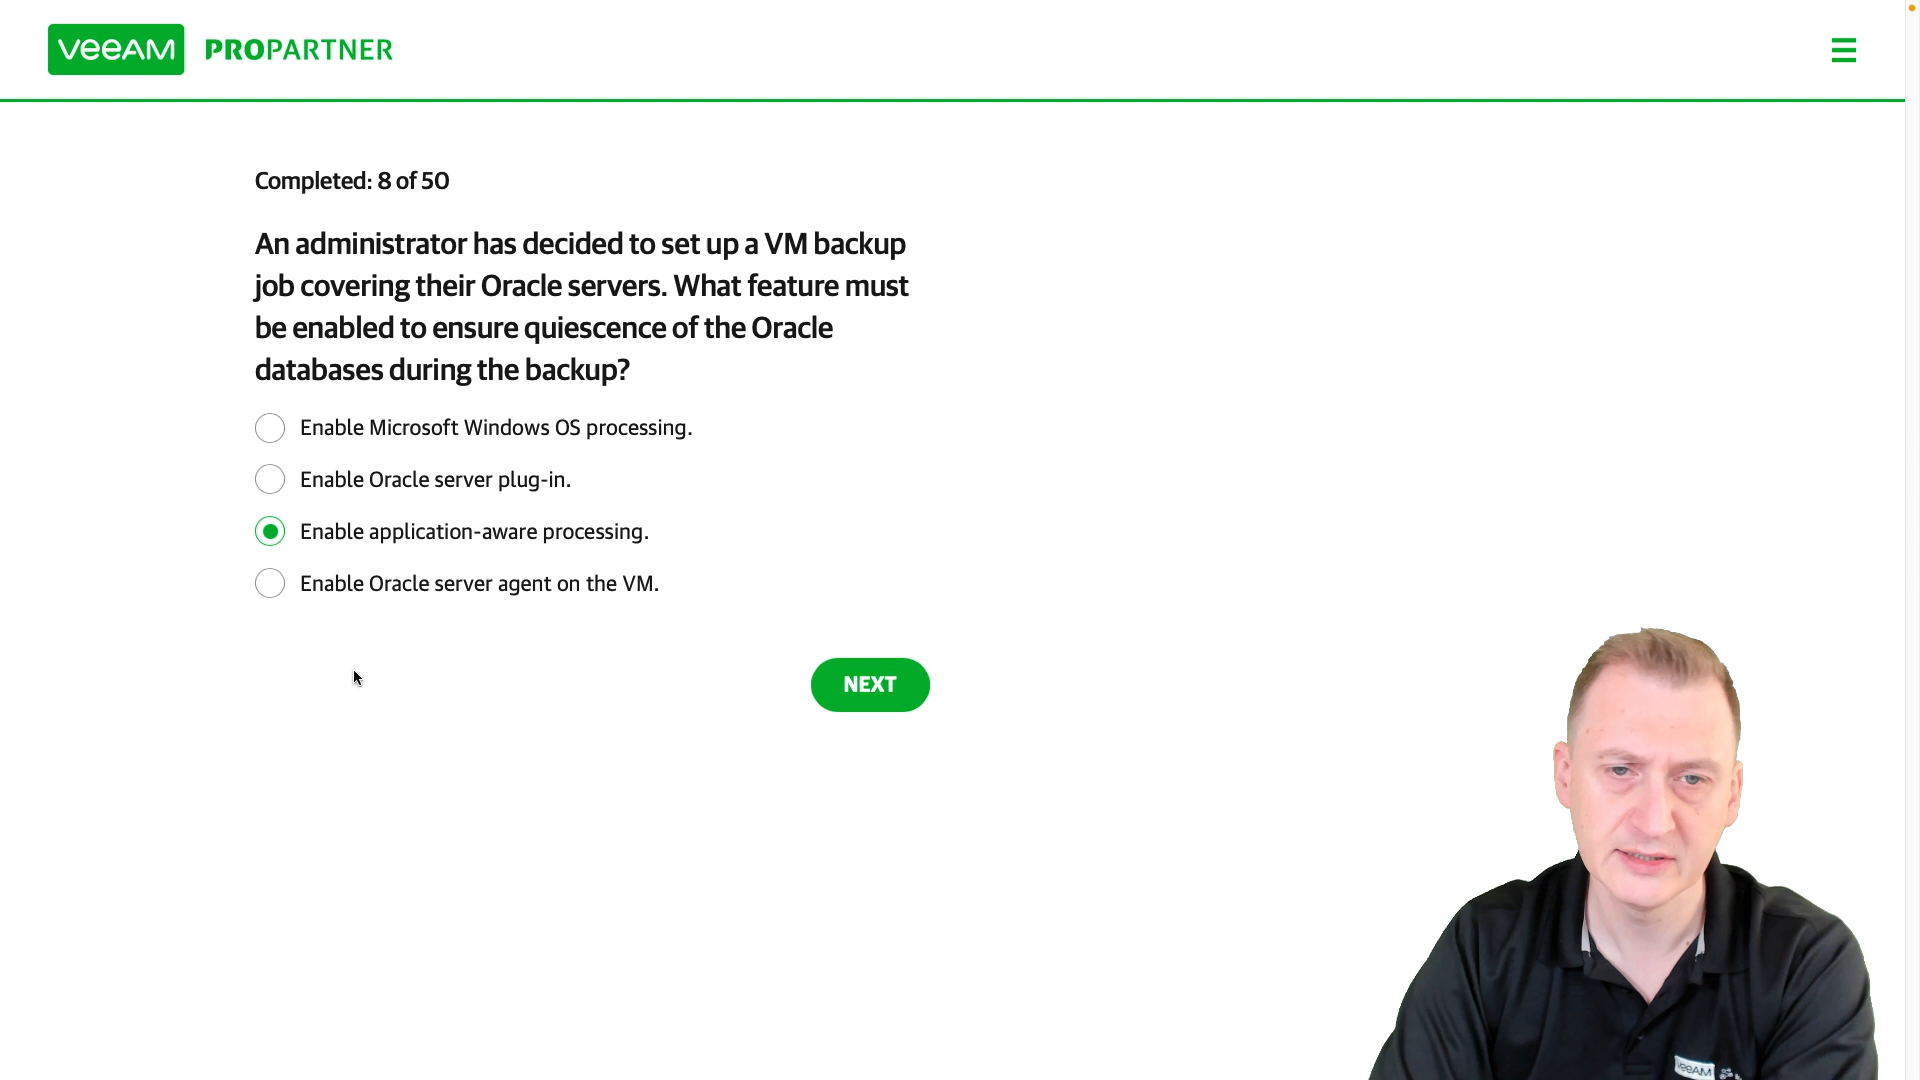 veeAM PROPARTNER
Completed: 8 of 50
An administrator has decided to set up a VM backup
job covering their Oracle servers. What feature must
be enabled to ensure quiescence of the Oracle
databases during the backup?
Enable Microsoft Windows OS processing.
Enable Oracle server plug-in.
Enable application-aware processing.
Enable Oracle server agent on the VM.
NEXT
veeAM